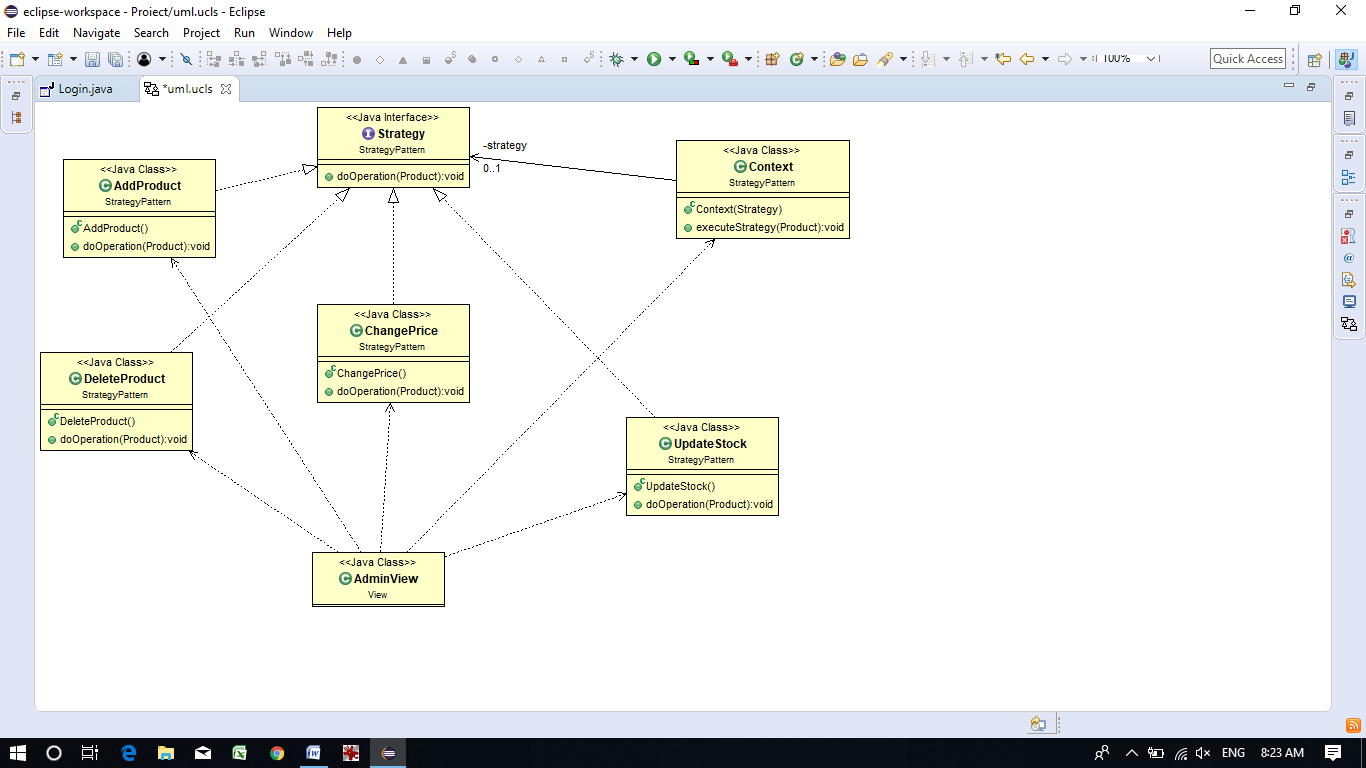 eclipse-workspace - Project/uml.ucls - Eclipse
File Edit Navigate Search Project Run Window Help
100%
Quick Access
Login.java
*uml.ucls
<<Java Interface>>
I Strategy
StrategyPattern
doOperation(Product):void
-strategy
0..1
<<Java Class>>
C Context
StrategyPattern
C Context(Strategy)
executeStrategy(Product):void
<<Java Class>>
C AddProduct
StrategyPattern
C AddProduct()
doOperation(Product):void
<<Java Class>>
C ChangePrice
StrategyPattern
C ChangePrice()
doOperation(Product):void
<<Java Class>>
C DeleteProduct
StrategyPattern
C DeleteProduct()
doOperation(Product):void
<<Java Class>>
C UpdateStock
StrategyPattern
C UpdateStock()
doOperation(Product):void
<<Java Class>>
C AdminView
View
ENG
8:23 AM